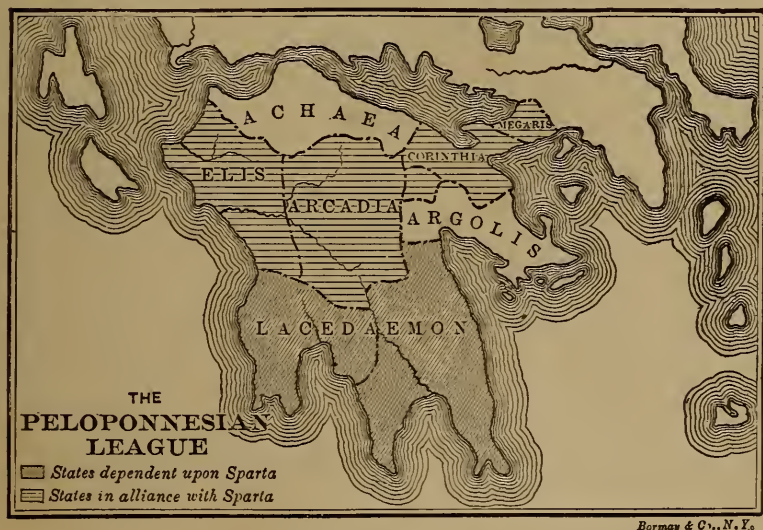 ACHAEA
MEGARIS
CORINTHIA
ELIS
ARCADIA
ARGOLIS
LACEDAEMON
THE
PELOPONNESIAN
LEAGUE
States dependent upon Sparta
States in alliance with Sparta
Bormay & Co., N.Y.